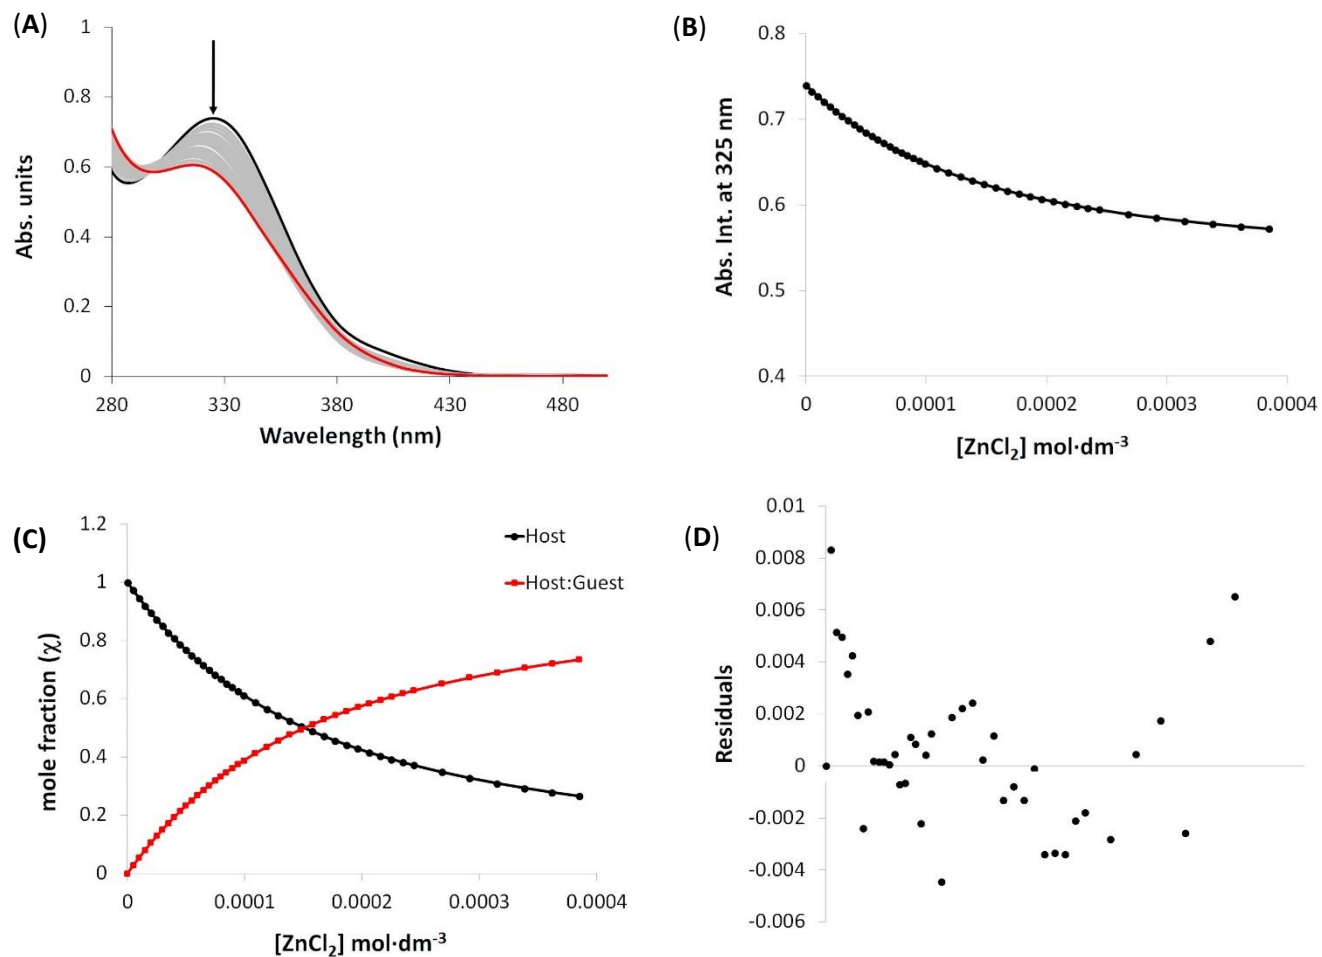 (A)
1
0.8
0.6
0.4
0.2
0
Abs. units
280 330 380 430 480
Wavelength (nm)
(B)
0.8
0.7
0.6
0.5
0.4
Abs. Int. at 325 nm
0 0.0001 0.0002 0.0003 0.0004
[ZnCl₂] mol·dm⁻³
(C)
1.2
1
0.8
0.6
0.4
0.2
0
mole fraction (χ)
Host
Host:Guest
0 0.0001 0.0002 0.0003 0.0004
[ZnCl₂] mol·dm⁻³
(D)
0.01
0.008
0.006
0.004
0.002
0
-0.002
-0.004
-0.006
Residuals